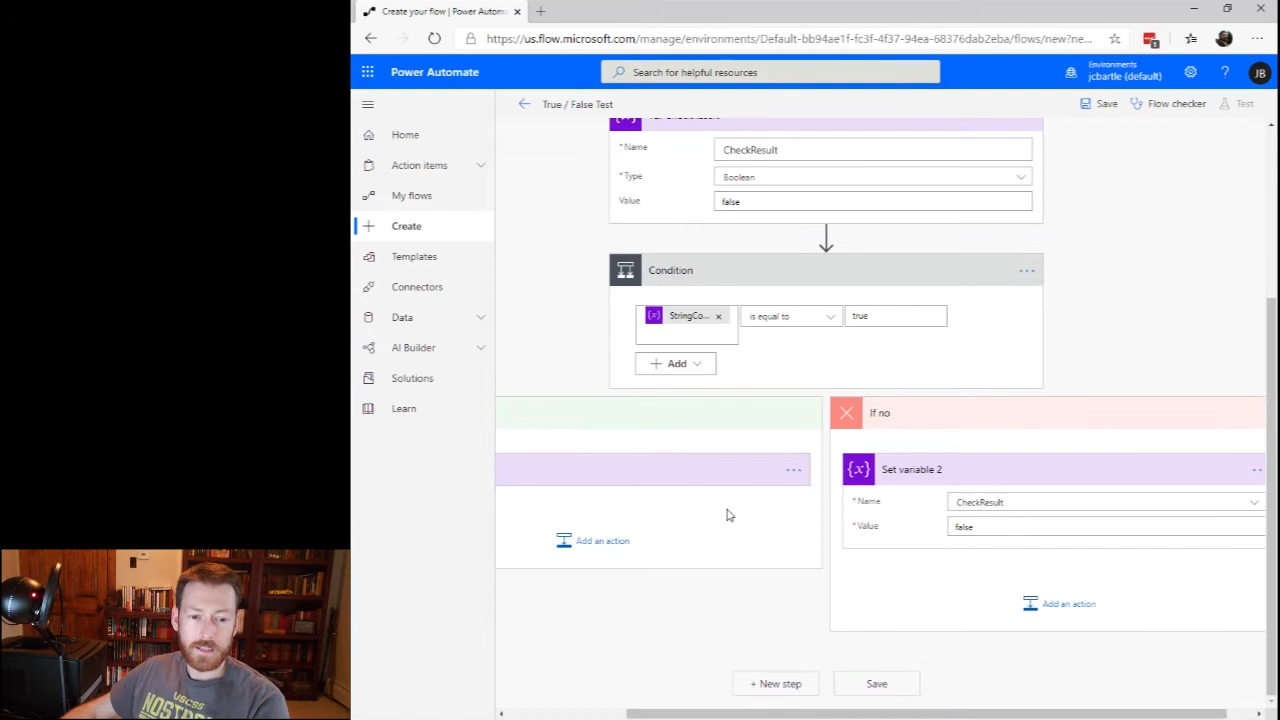 Create your flow | Power Automa
https://us.flow.microsoft.com/manage/environments/Default-bb94ae1f-fc3f-4f37-94ea-68376dab2eba/flows/new?ne...
Power Automate
Search for helpful resources
Environments
jcbartle (default)
JB
True / False Test
Save
Flow checker
Test
Home
Action items
My flows
Create
Templates
Connectors
Data
AI Builder
Solutions
Learn
*Name
CheckResult
*Type
Boolean
Value
false
Condition
StringCo...
is equal to
true
Add
If no
Set variable 2
*Name
CheckResult
*Value
false
Add an action
Add an action
+ New step
Save
USCSS